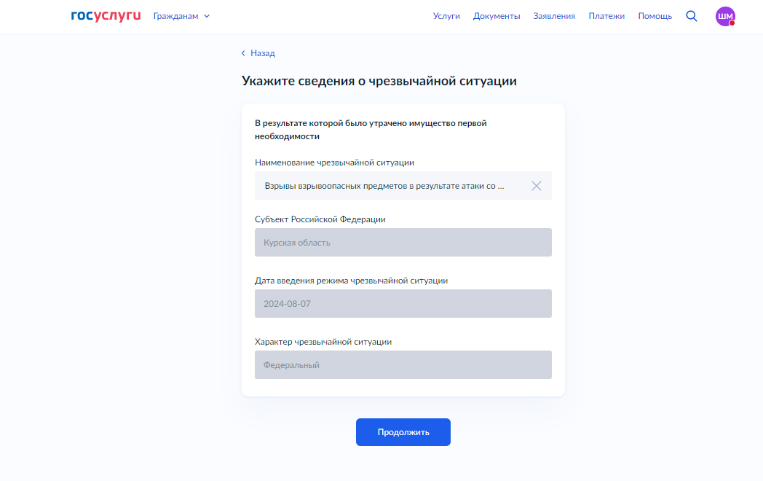 госуслуги Гражданам Услуги Документы Заявления Платежи Помощь ШМ
Назад
Укажите сведения о чрезвычайной ситуации
В результате которой было утрачено имущество первой
необходимости
Наименование чрезвычайной ситуации
Взрывы взрывоопасных предметов в результате атаки со ...
Субъект Российской Федерации
Курская область
Дата введения режима чрезвычайной ситуации
2024-08-07
Характер чрезвычайной ситуации
Федеральный
Продолжить